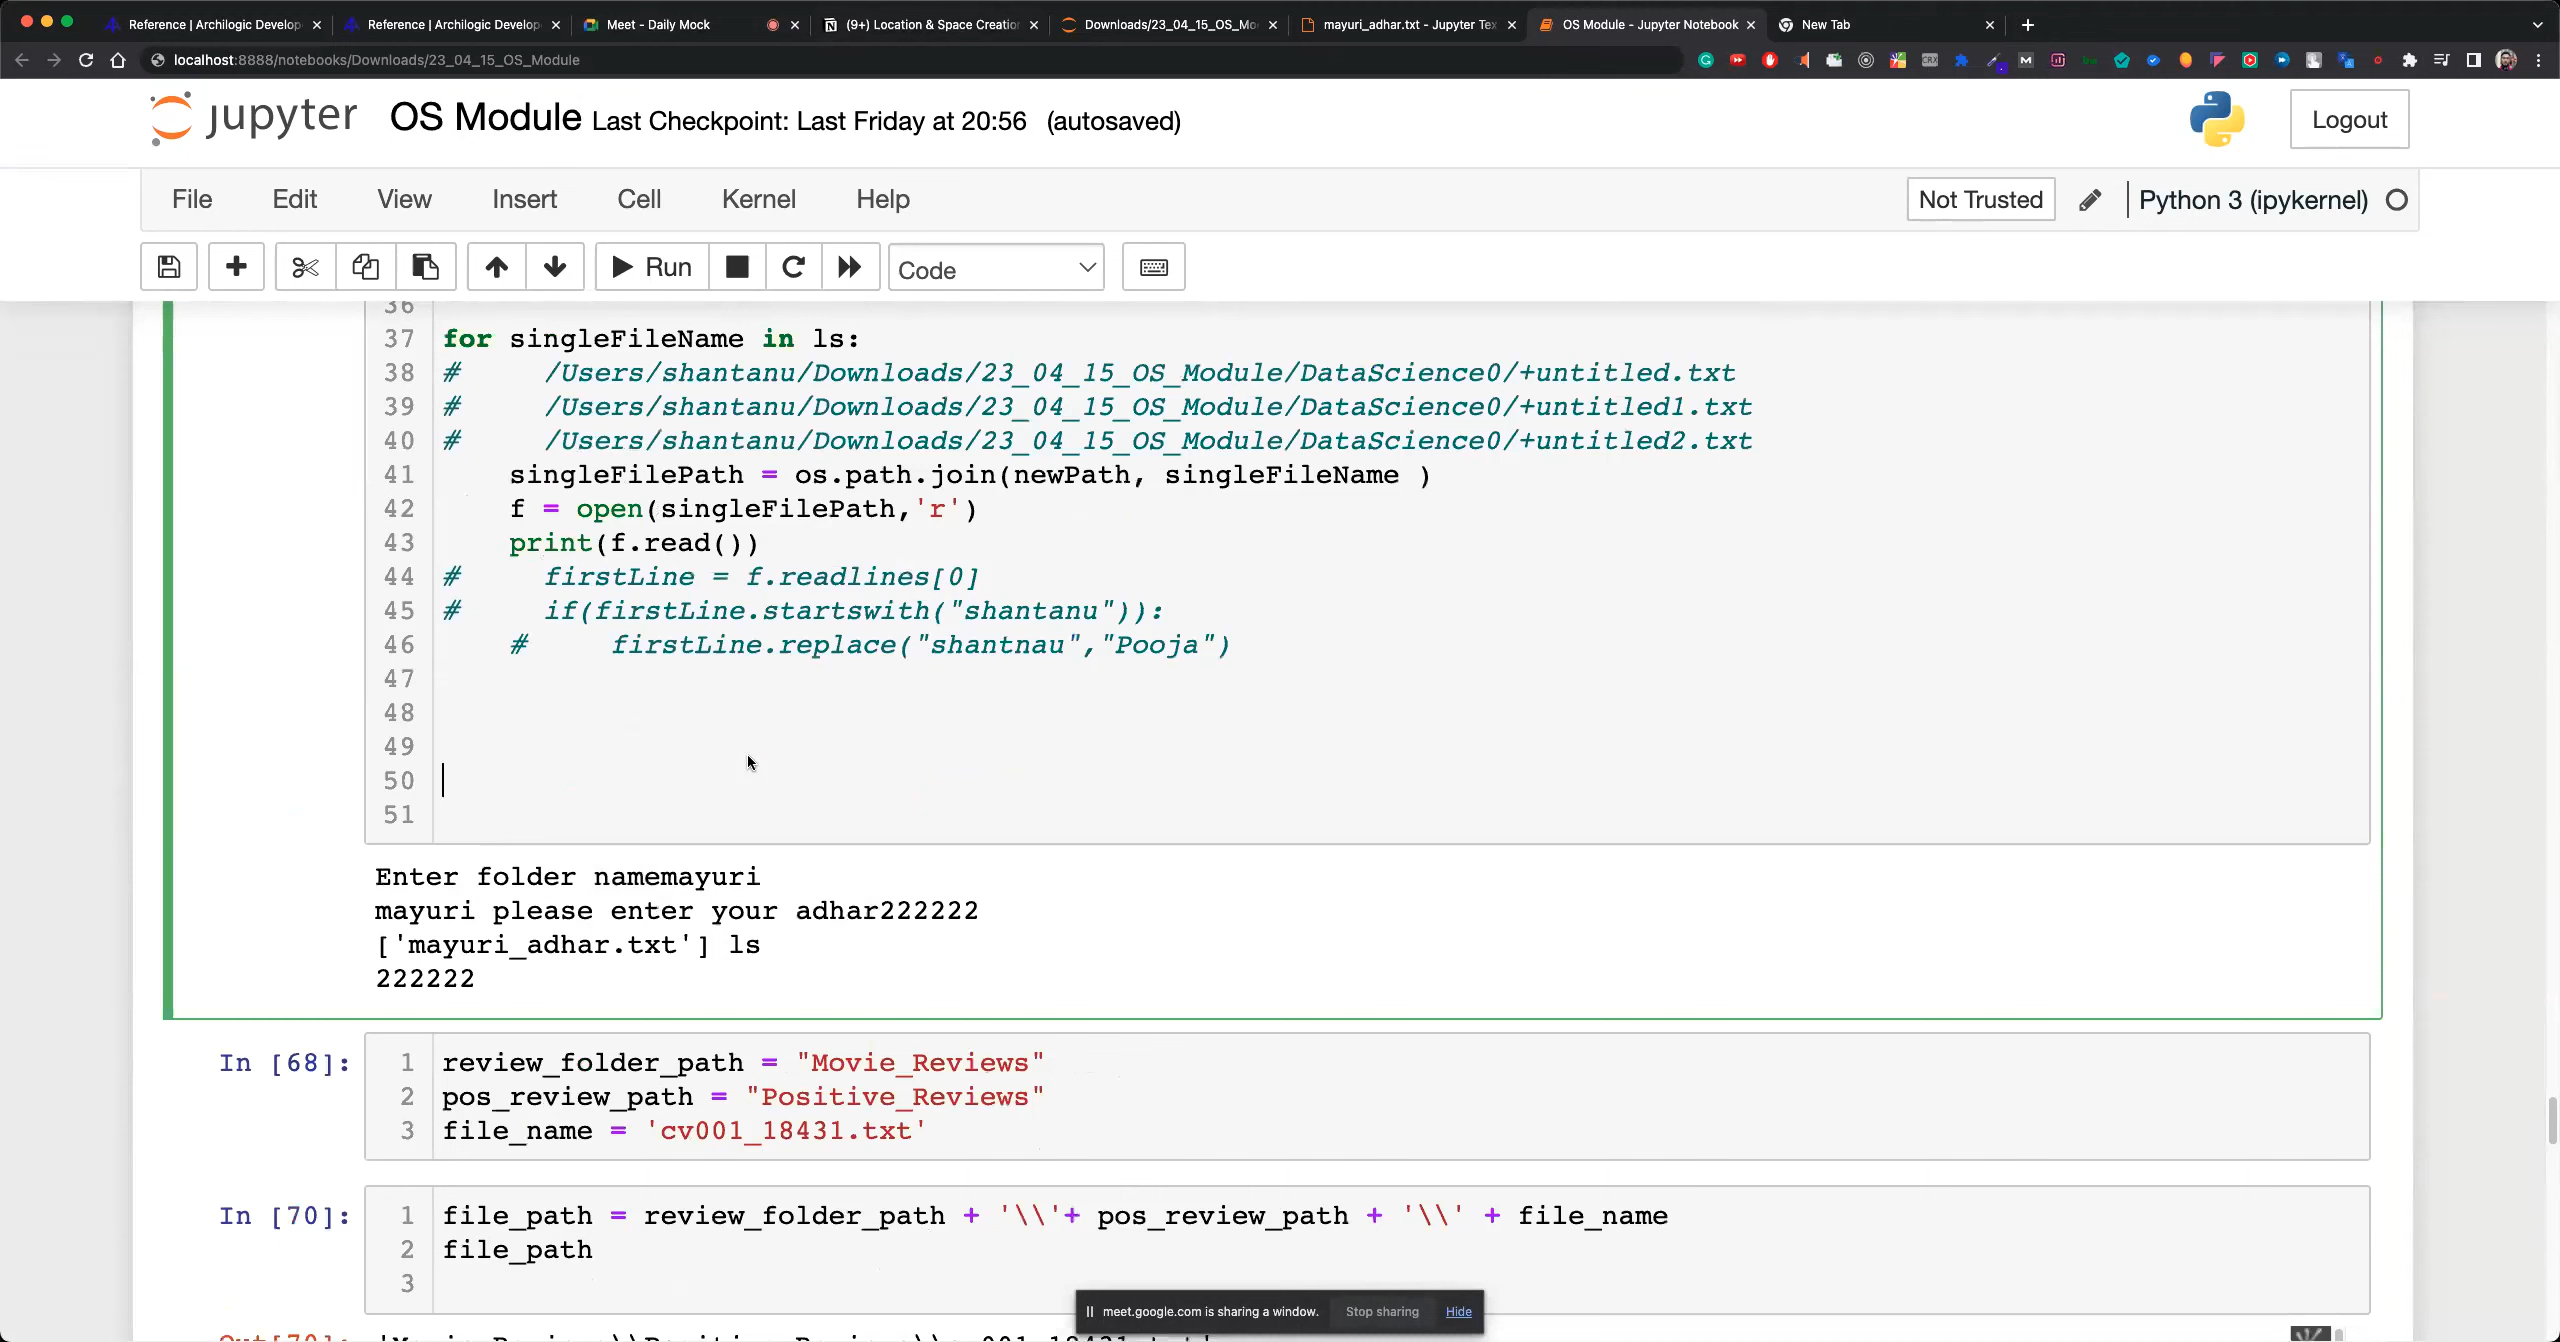 Reference | Archilogic Develop
Reference | Archilogic Develop
Meet - Daily Mock
(9+) Location & Space Creation
Downloads/23_04_15_OS_Mo
mayuri_adhar.txt - Jupyter Tex
OS Module - Jupyter Notebook
New Tab
localhost:8888/notebooks/Downloads/23_04_15_OS_Module
jupyter OS Module Last Checkpoint: Last Friday at 20:56 (autosaved)
Logout
File Edit View Insert Cell Kernel Help
Not Trusted
Python 3 (ipykernel)
Run
Code
36
37 for singleFileName in ls:
38 # /Users/shantanu/Downloads/23_04_15_OS_Module/DataScience0/+untitled.txt
39 # /Users/shantanu/Downloads/23_04_15_OS_Module/DataScience0/+untitled1.txt
40 # /Users/shantanu/Downloads/23_04_15_OS_Module/DataScience0/+untitled2.txt
41 singleFilePath = os.path.join(newPath, singleFileName )
42 f = open(singleFilePath,'r')
43 print(f.read())
44 # firstLine = f.readlines[0]
45 # if(firstLine.startswith("shantanu")):
46 # firstLine.replace("shantnau","Pooja")
47
48
49
50
51
Enter folder namemayuri
mayuri please enter your adhar222222
['mayuri_adhar.txt'] ls
222222
In [68]:
1 review_folder_path = "Movie_Reviews"
2 pos_review_path = "Positive_Reviews"
3 file_name = 'cv001_18431.txt'
In [70]:
1 file_path = review_folder_path + '\\'+ pos_review_path + '\\' + file_name
2 file_path
3
meet.google.com is sharing a window. Stop sharing Hide